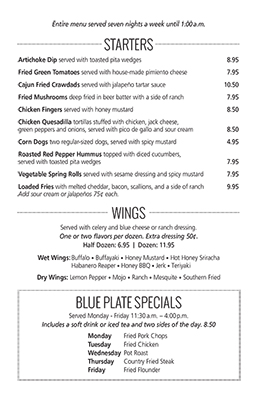 Entire menu served seven nights a week until 1:00 a.m.
STARTERS
Artichoke Dip served with toasted pita wedges 8.95
Fried Green Tomatoes served with house-made pimiento cheese 7.95
Cajun Fried Crawdads served with jalapeño tartar sauce 10.50
Fried Mushrooms deep fried in beer batter with a side of ranch 7.95
Chicken Fingers served with honey mustard 8.50
Chicken Quesadilla tortillas stuffed with chicken, jack cheese,
green peppers and onions, served with pico de gallo and sour cream 8.50
Corn Dogs two regular-sized dogs, served with spicy mustard 4.95
Roasted Red Pepper Hummus topped with diced cucumbers,
served with toasted pita wedges 7.95
Vegetable Spring Rolls served with sesame dressing and spicy mustard 7.95
Loaded Fries with melted cheddar, bacon, scallions, and a side of ranch 9.95
Add sour cream or jalapeños 75¢ each.
WINGS
Served with celery and blue cheese or ranch dressing.
One or two flavors per dozen. Extra dressing 50¢.
Half Dozen: 6.95 | Dozen: 11.95
Wet Wings: Buffalo • Buffayaki • Honey Mustard • Hot Honey Sriracha
Habanero Reaper • Honey BBQ • Jerk • Teriyaki
Dry Wings: Lemon Pepper • Mojo • Ranch • Mesquite • Southern Fried
BLUE PLATE SPECIALS
Served Monday - Friday 11:30 a.m. – 4:00 p.m.
Includes a soft drink or iced tea and two sides of the day. 8.50
Monday Fried Pork Chops
Tuesday Fried Chicken
Wednesday Pot Roast
Thursday Country Fried Steak
Friday Fried Flounder